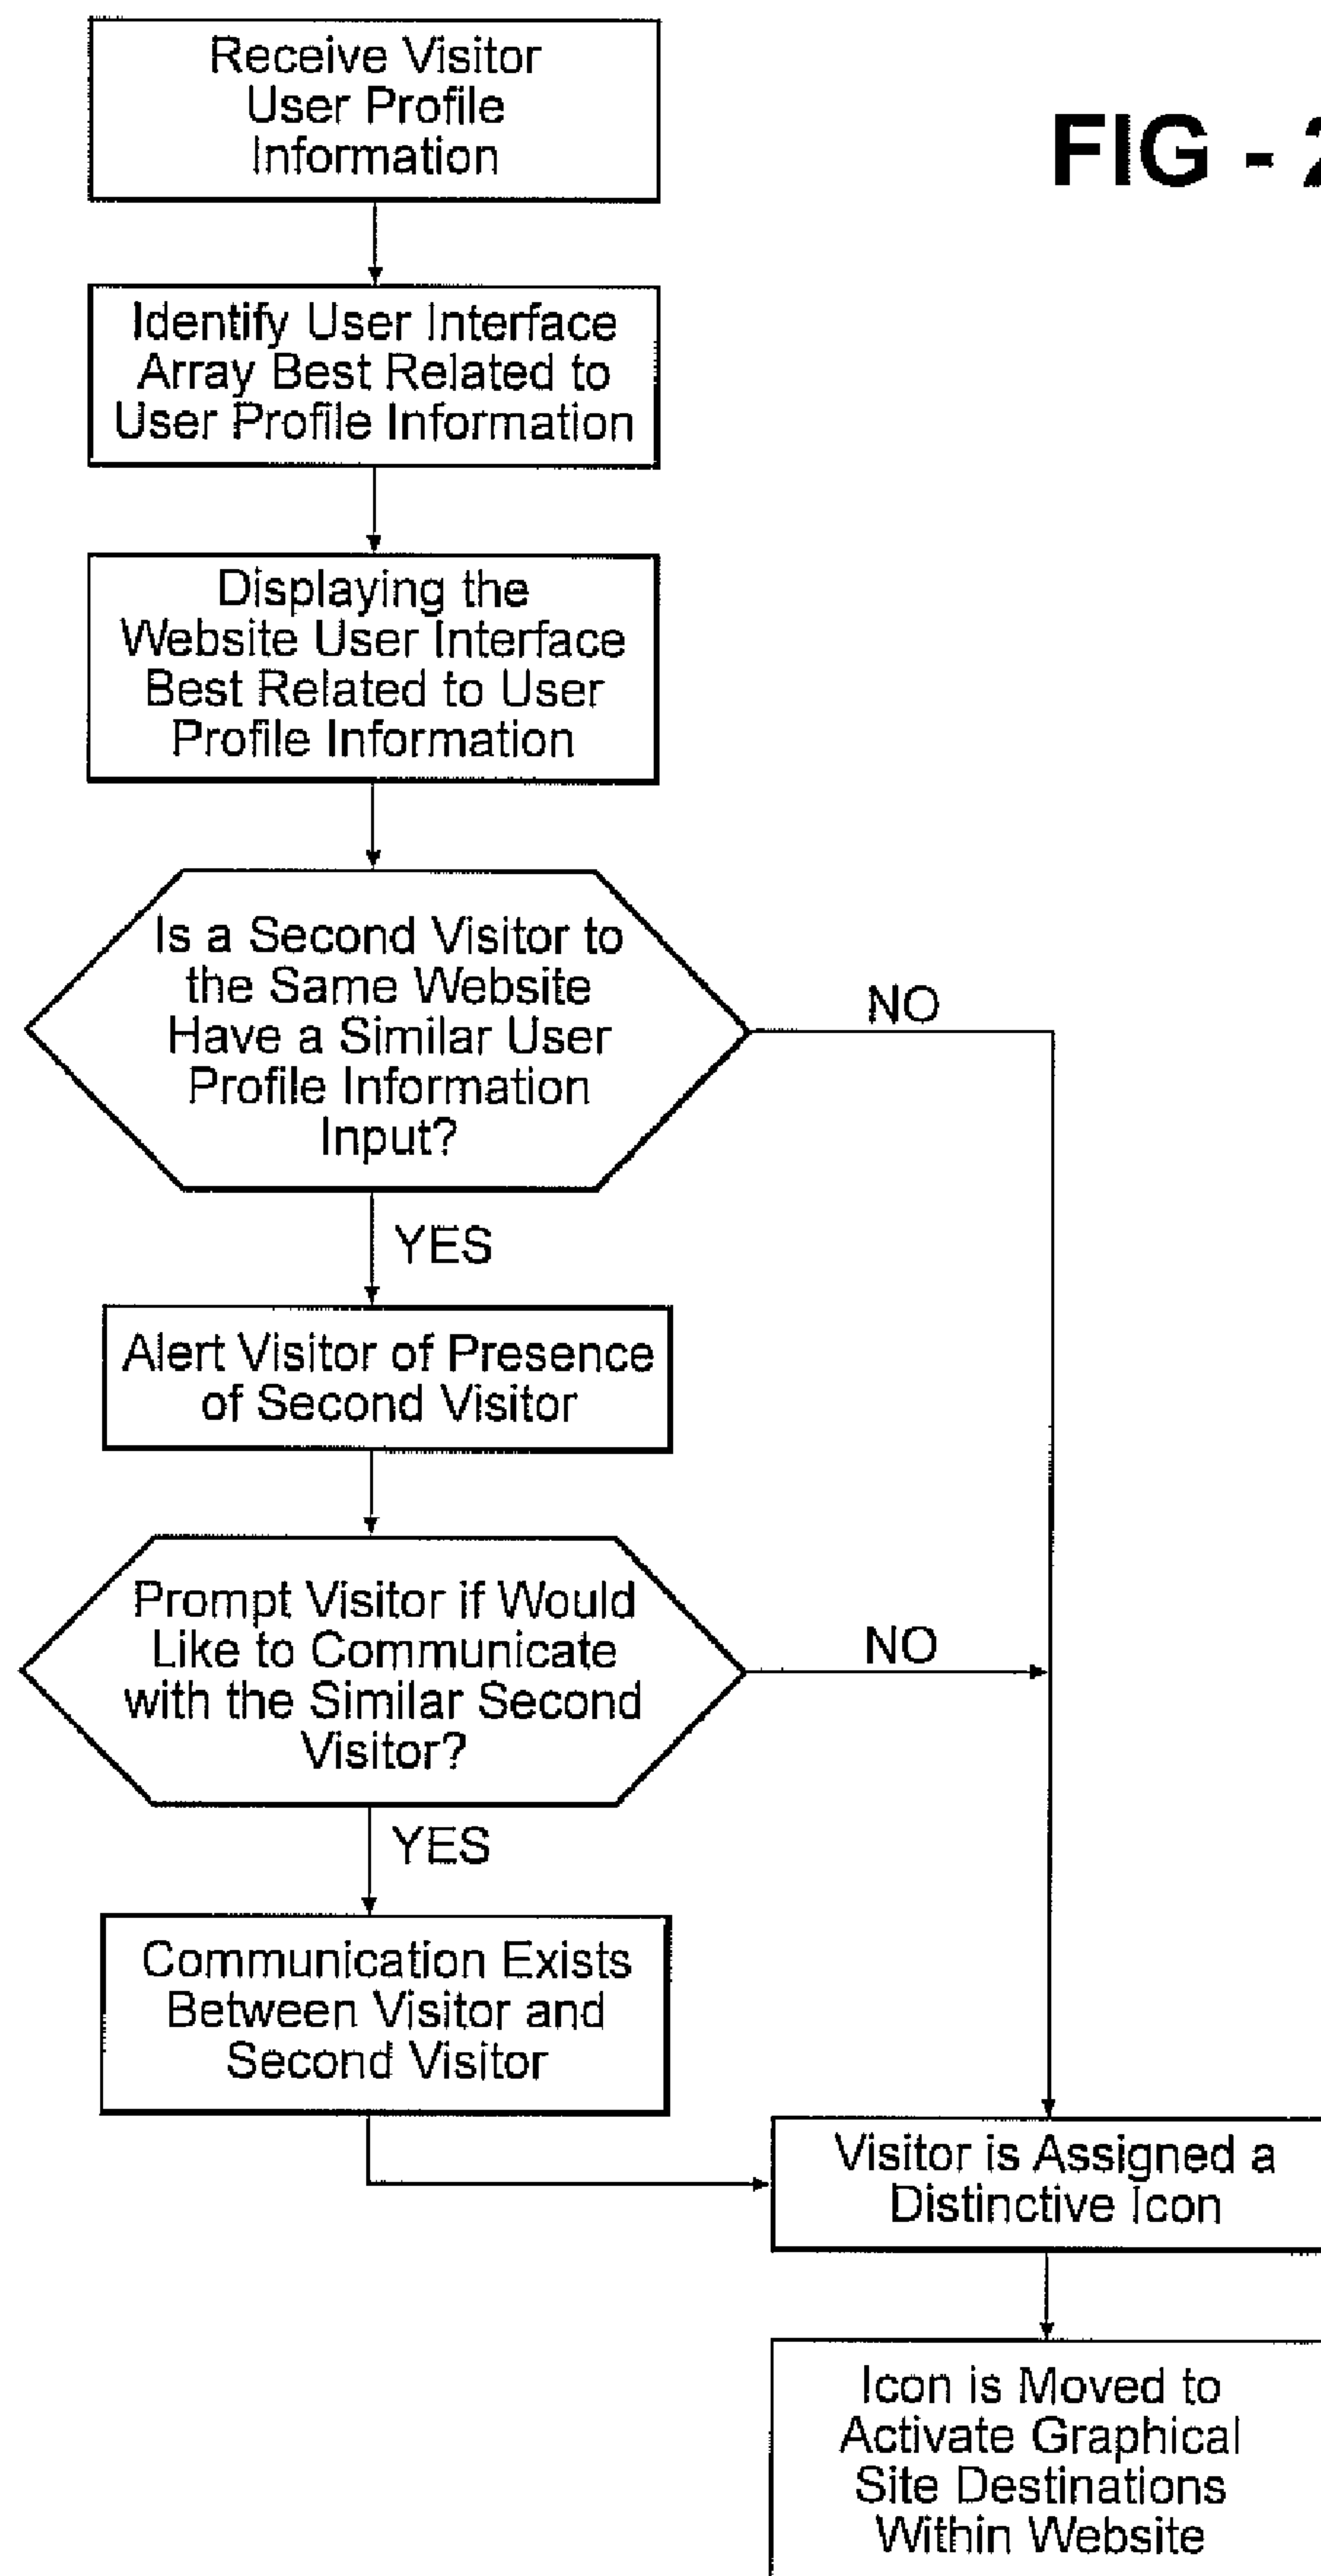 Receive Visitor
User Profile
Information
FIG - 2
Identify User Interface
Array Best Related to
User Profile Information
Displaying the
Website User Interface
Best Related to User
Profile Information
Is a Second Visitor to
the Same Website
Have a Similar User
Profile Information
Input?
NO
YES
Alert Visitor of Presence
of Second Visitor
Prompt Visitor if Would
Like to Communicate
with the Similar Second
Visitor?
NO
YES
Communication Exists
Between Visitor and
Second Visitor
Visitor is Assigned a
Distinctive Icon
Icon is Moved to
Activate Graphical
Site Destinations
Within Website